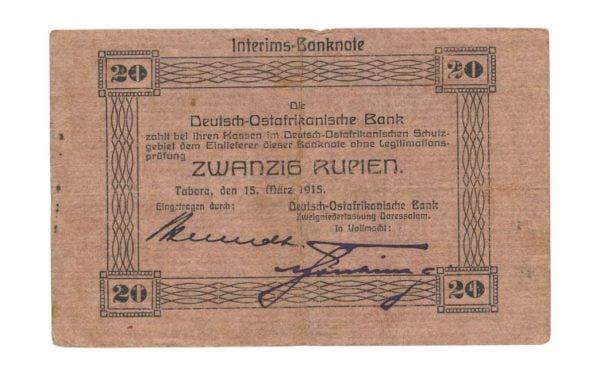 Interims-Banknote
20 20
Die
Deutsch-Ostafrikanische Bank
zahlt bei ihren Kassen im Deutsch-Ostafrikanischen Schutz-
gebiet dem Einlieferer dieser Banknote ohne Legitimations-
prüfung
ZWANZIG RUPIEN.
Tabora, den 15. März 1915.
Eingetragen durch: Deutsch-Ostafrikanische Bank
Zweigniederlassung Daressalam.
In Vollmacht:
20 20